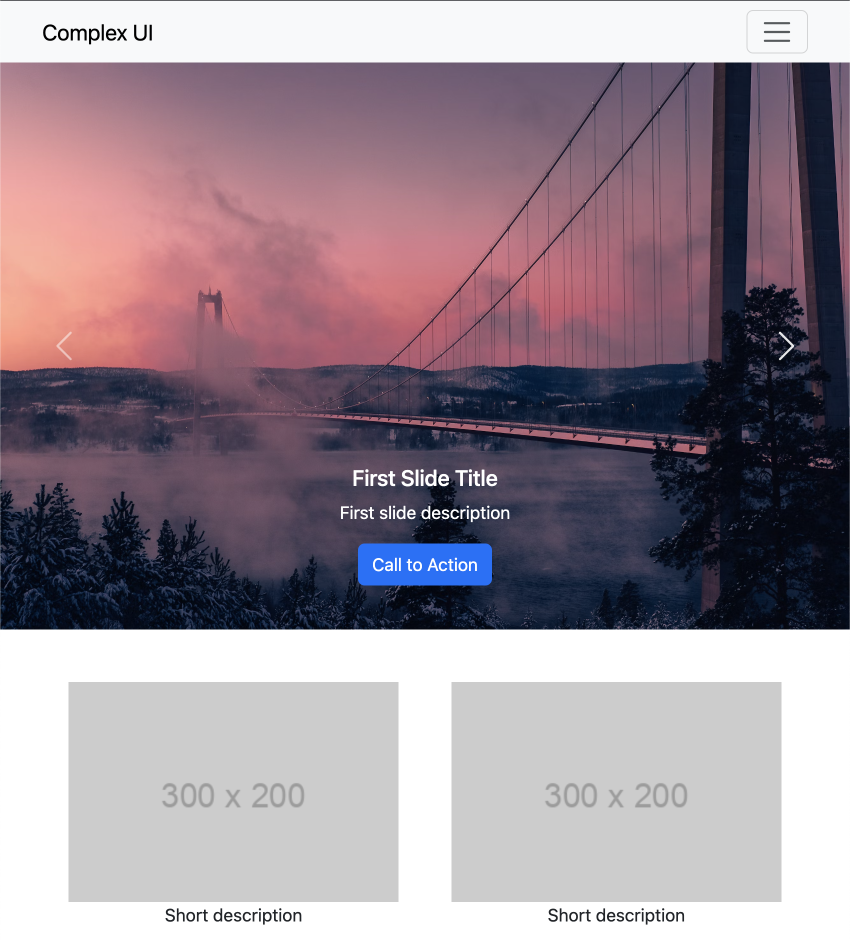 Complex UI
First Slide Title
First slide description
Call to Action
300 x 200
300 x 200
Short description
Short description